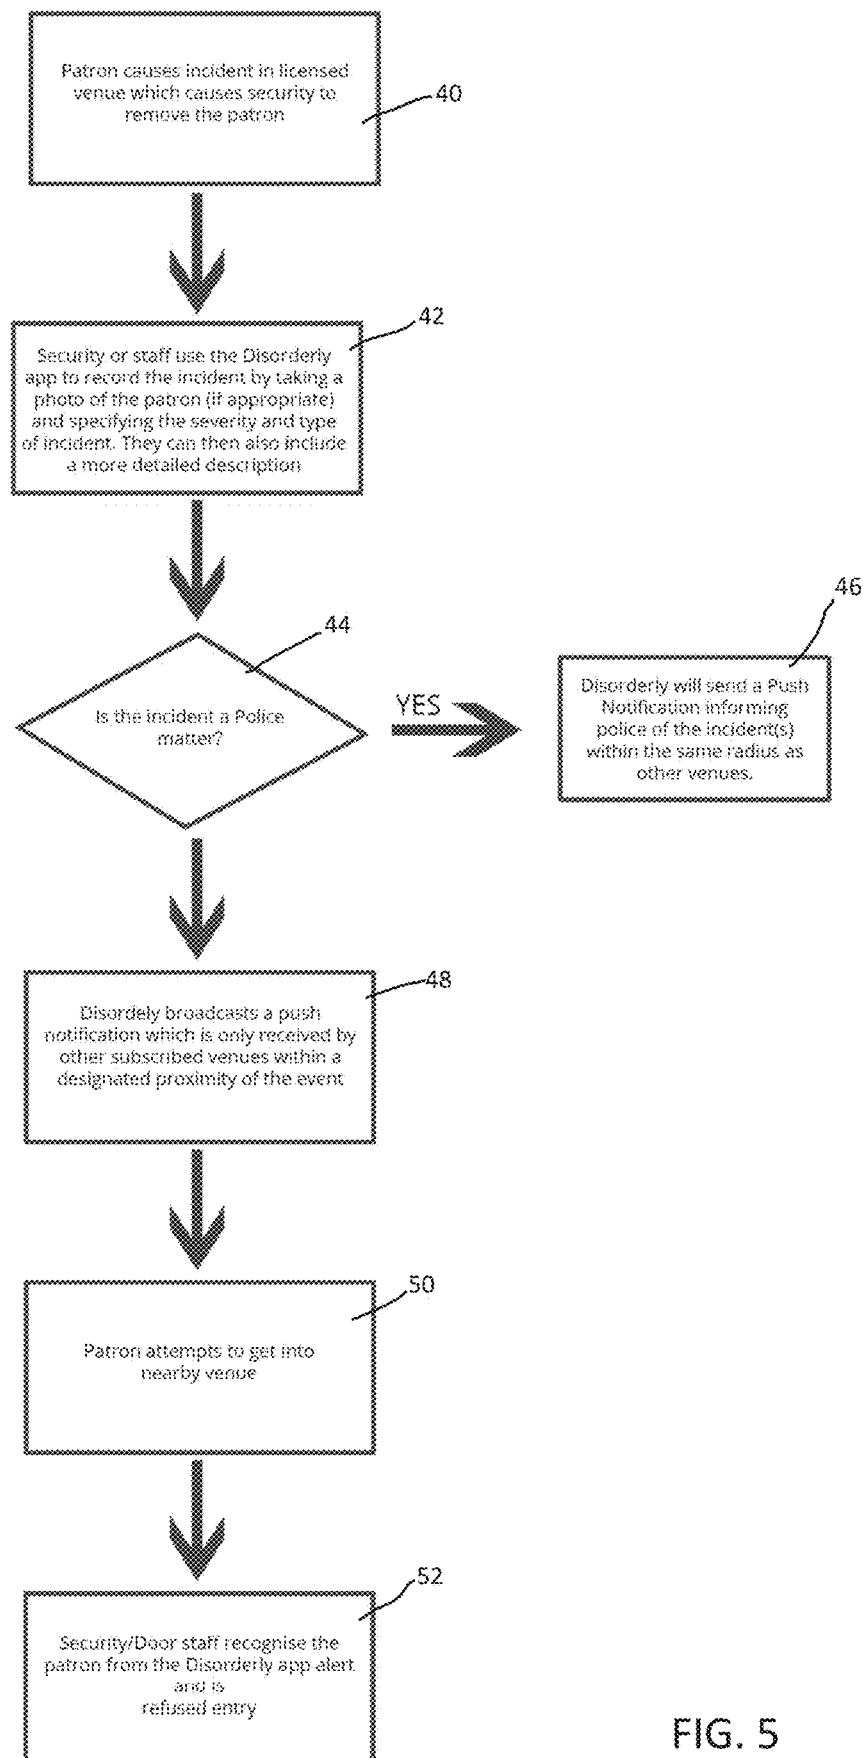 Patron causes incident in licensed
venue which causes security to
remove the patron
40
42
Security or staff use the Disorderly
app to record the incident by taking a
photo of the patron (if appropriate)
and specifying the severity and type
of incident. They can then also include
a more detailed description
44
Is the incident a Police
matter?
YES
46
Disorderly will send a Push
Notification informing
police of the incident(s)
within the same radius as
other venues.
48
Disordely broadcasts a push
notification which is only received by
other subscribed venues within a
designated proximity of the event
50
Patron attempts to get into
nearby venue
52
Security/Door staff recognise the
patron from the Disorderly app alert
and is
refused entry
FIG. 5